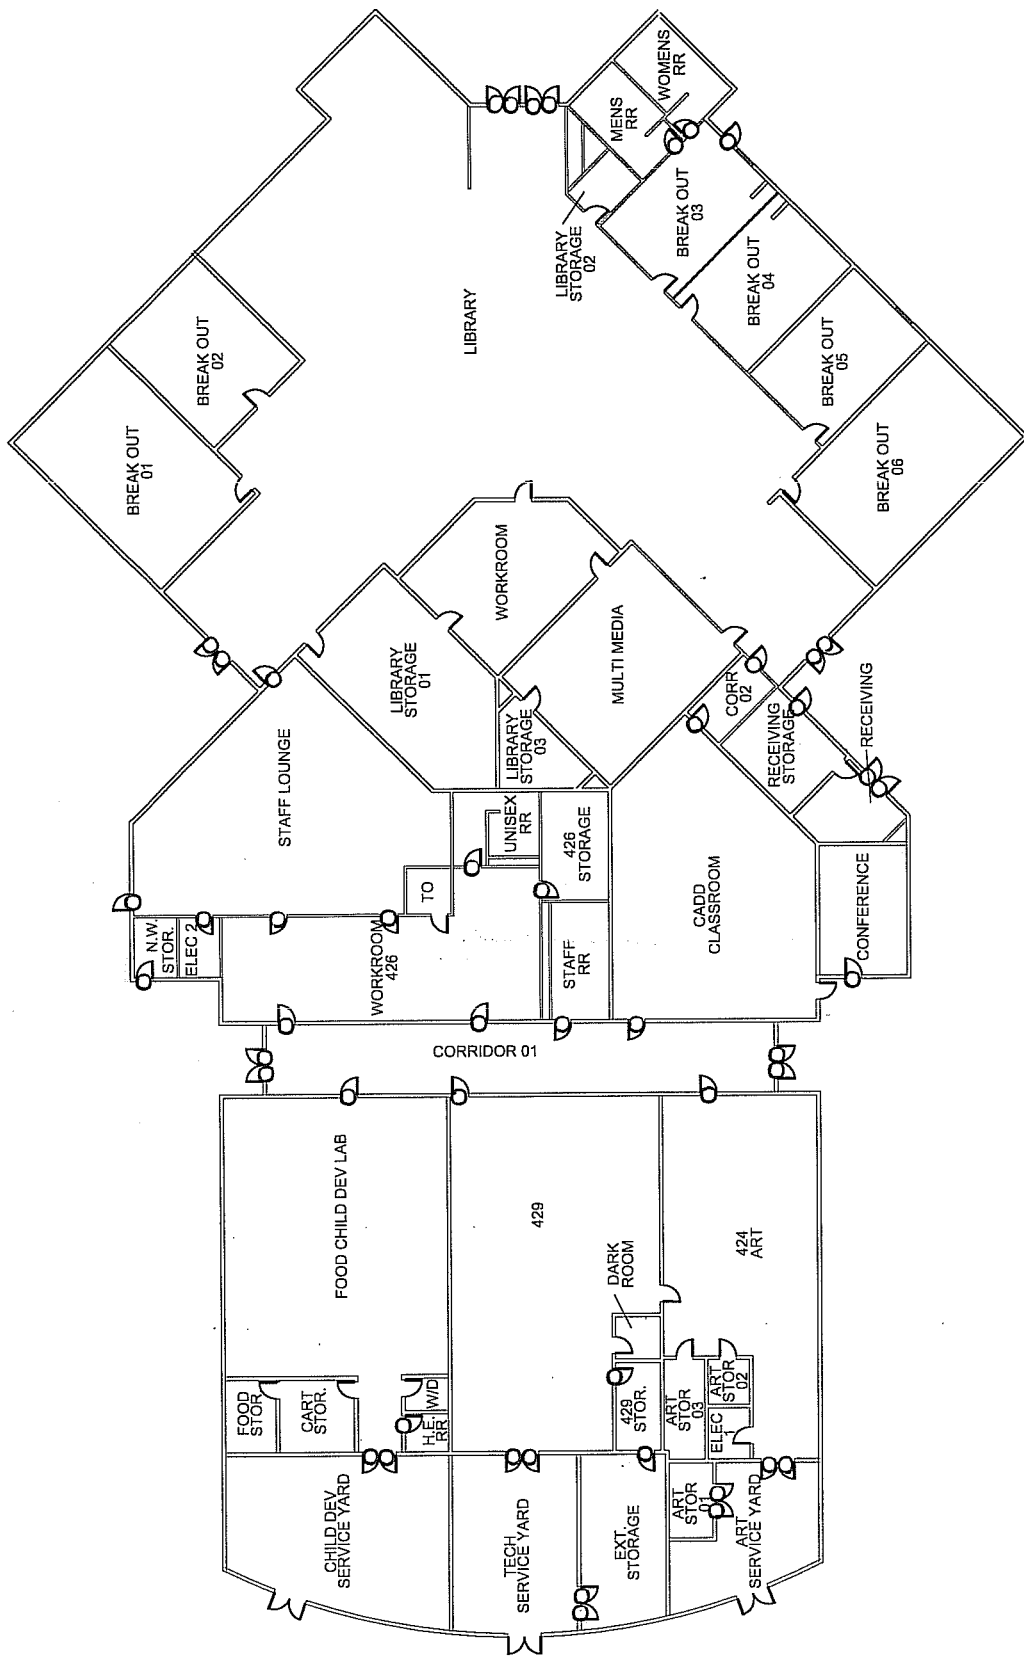 WOMENS
RR
MENS
RR
BREAK OUT
03
LIBRARY
STORAGE
02
BREAK OUT
04
BREAK OUT
05
BREAK OUT
06
LIBRARY
BREAK OUT
02
BREAK OUT
01
WORKROOM
MULTI MEDIA
LIBRARY
STORAGE
01
LIBRARY
STORAGE
03
CORR
02
RECEIVING
STORAGE
RECEIVING
STAFF LOUNGE
UNISEX
RR
426
STORAGE
TO
CADD
CLASSROOM
CONFERENCE
N.W.
STOR.
ELEC 2
WORKROOM
426
STAFF
RR
CORRIDOR 01
FOOD CHILD DEV LAB
429
DARK
ROOM
424
ART
FOOD
STOR.
CART
STOR.
W/D
H.E.
RR
429
STOR.
ART
STOR
03
ART
STOR
02
ELEC
1
CHILD DEV
SERVICE YARD
TECH
SERVICE YARD
EXT.
STORAGE
ART
STOR
01
ART
SERVICE YARD